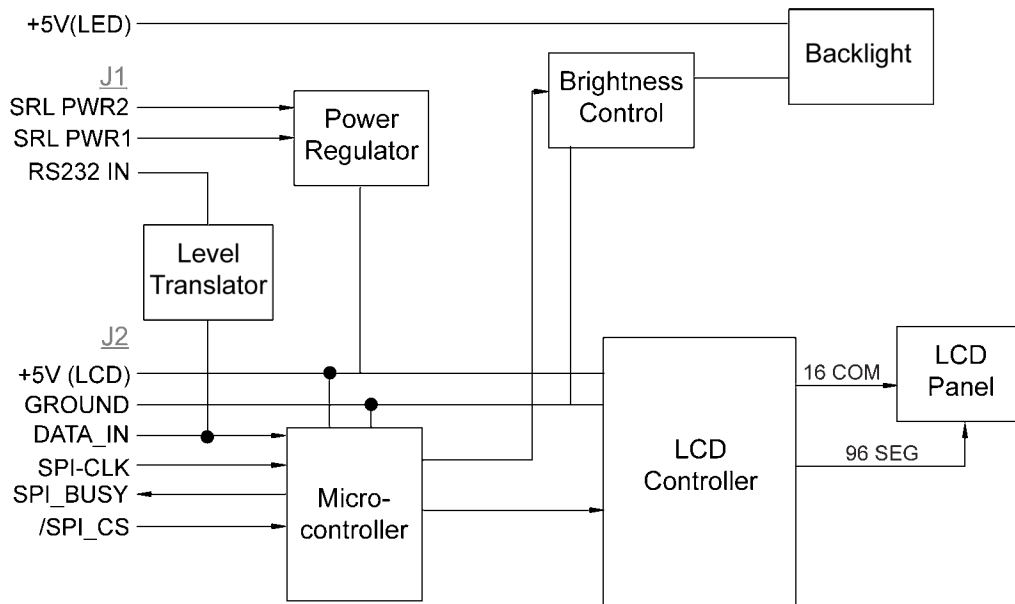 +5V(LED)
J1
SRL PWR2
SRL PWR1
RS232 IN
Power
Regulator
Brightness
Control
Backlight
Level
Translator
J2
+5V (LCD)
GROUND
DATA_IN
SPI-CLK
SPI_BUSY
/SPI_CS
Micro-
controller
LCD
Controller
16 COM
96 SEG
LCD
Panel